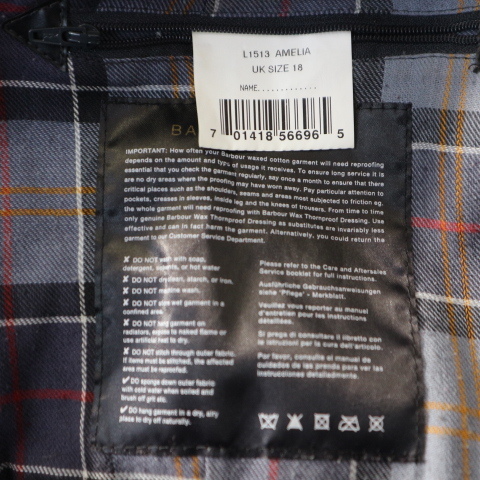 L1513 AMELIA
UK SIZE 18
NAME.............
7 01418 56696 5
BA
IMPORTANT: How often your Barbour waxed cotton garment will need reproofing
depends on the amount and type of usage it receives. To ensure long service it is
essential that you check the garment regularly, say once a month to ensure that there
are no dry areas where the proofing may have worn away. Pay particular attention to
critical places such as the shoulders, seams and areas most subjected to friction eg.
pockets, creases in sleeves, inside leg and the knees of trousers. From time to time
the whole garment will need reproofing with Barbour Wax Thornproof Dressing. Use
only genuine Barbour Wax Thornproof Dressing as substitutes are invariably less
effective and can in fact harm the garment. Alternatively, you could return the
garment to our Customer Service Department.
✗ DO NOT wash with soap,
detergent, spirits, or hot water
✗ DO NOT dryclean, starch, or iron.
✗ DO NOT machine wash.
✗ DO NOT store wet garment in a
confined area.
✗ DO NOT lay garment on
radiators, expose to naked flame or
use artificial heat to dry.
✗ DO NOT stitch through outer fabric.
If items must be stitched, the affected
area must be reproofed.
✓ DO sponge down outer fabric
with cold water when soiled and
brush off grit etc.
✓ DO hang garment in a dry, airy
place to dry off normally.
Please refer to the Care and Aftersales
Service booklet for full instructions.
Ausführliche Gebrauchsanweisungen
siehe "Pflege" - Merkblatt.
Veuillez vous reporter au manuel
d'entretien pour les instructions
détaillées.
Si prega di consultare il libretto con
le istruzioni per la cura dell'articolo.
Por favor, consulte el manual de
cuidados de las prenda para ver las
instrucciones detalladamente.